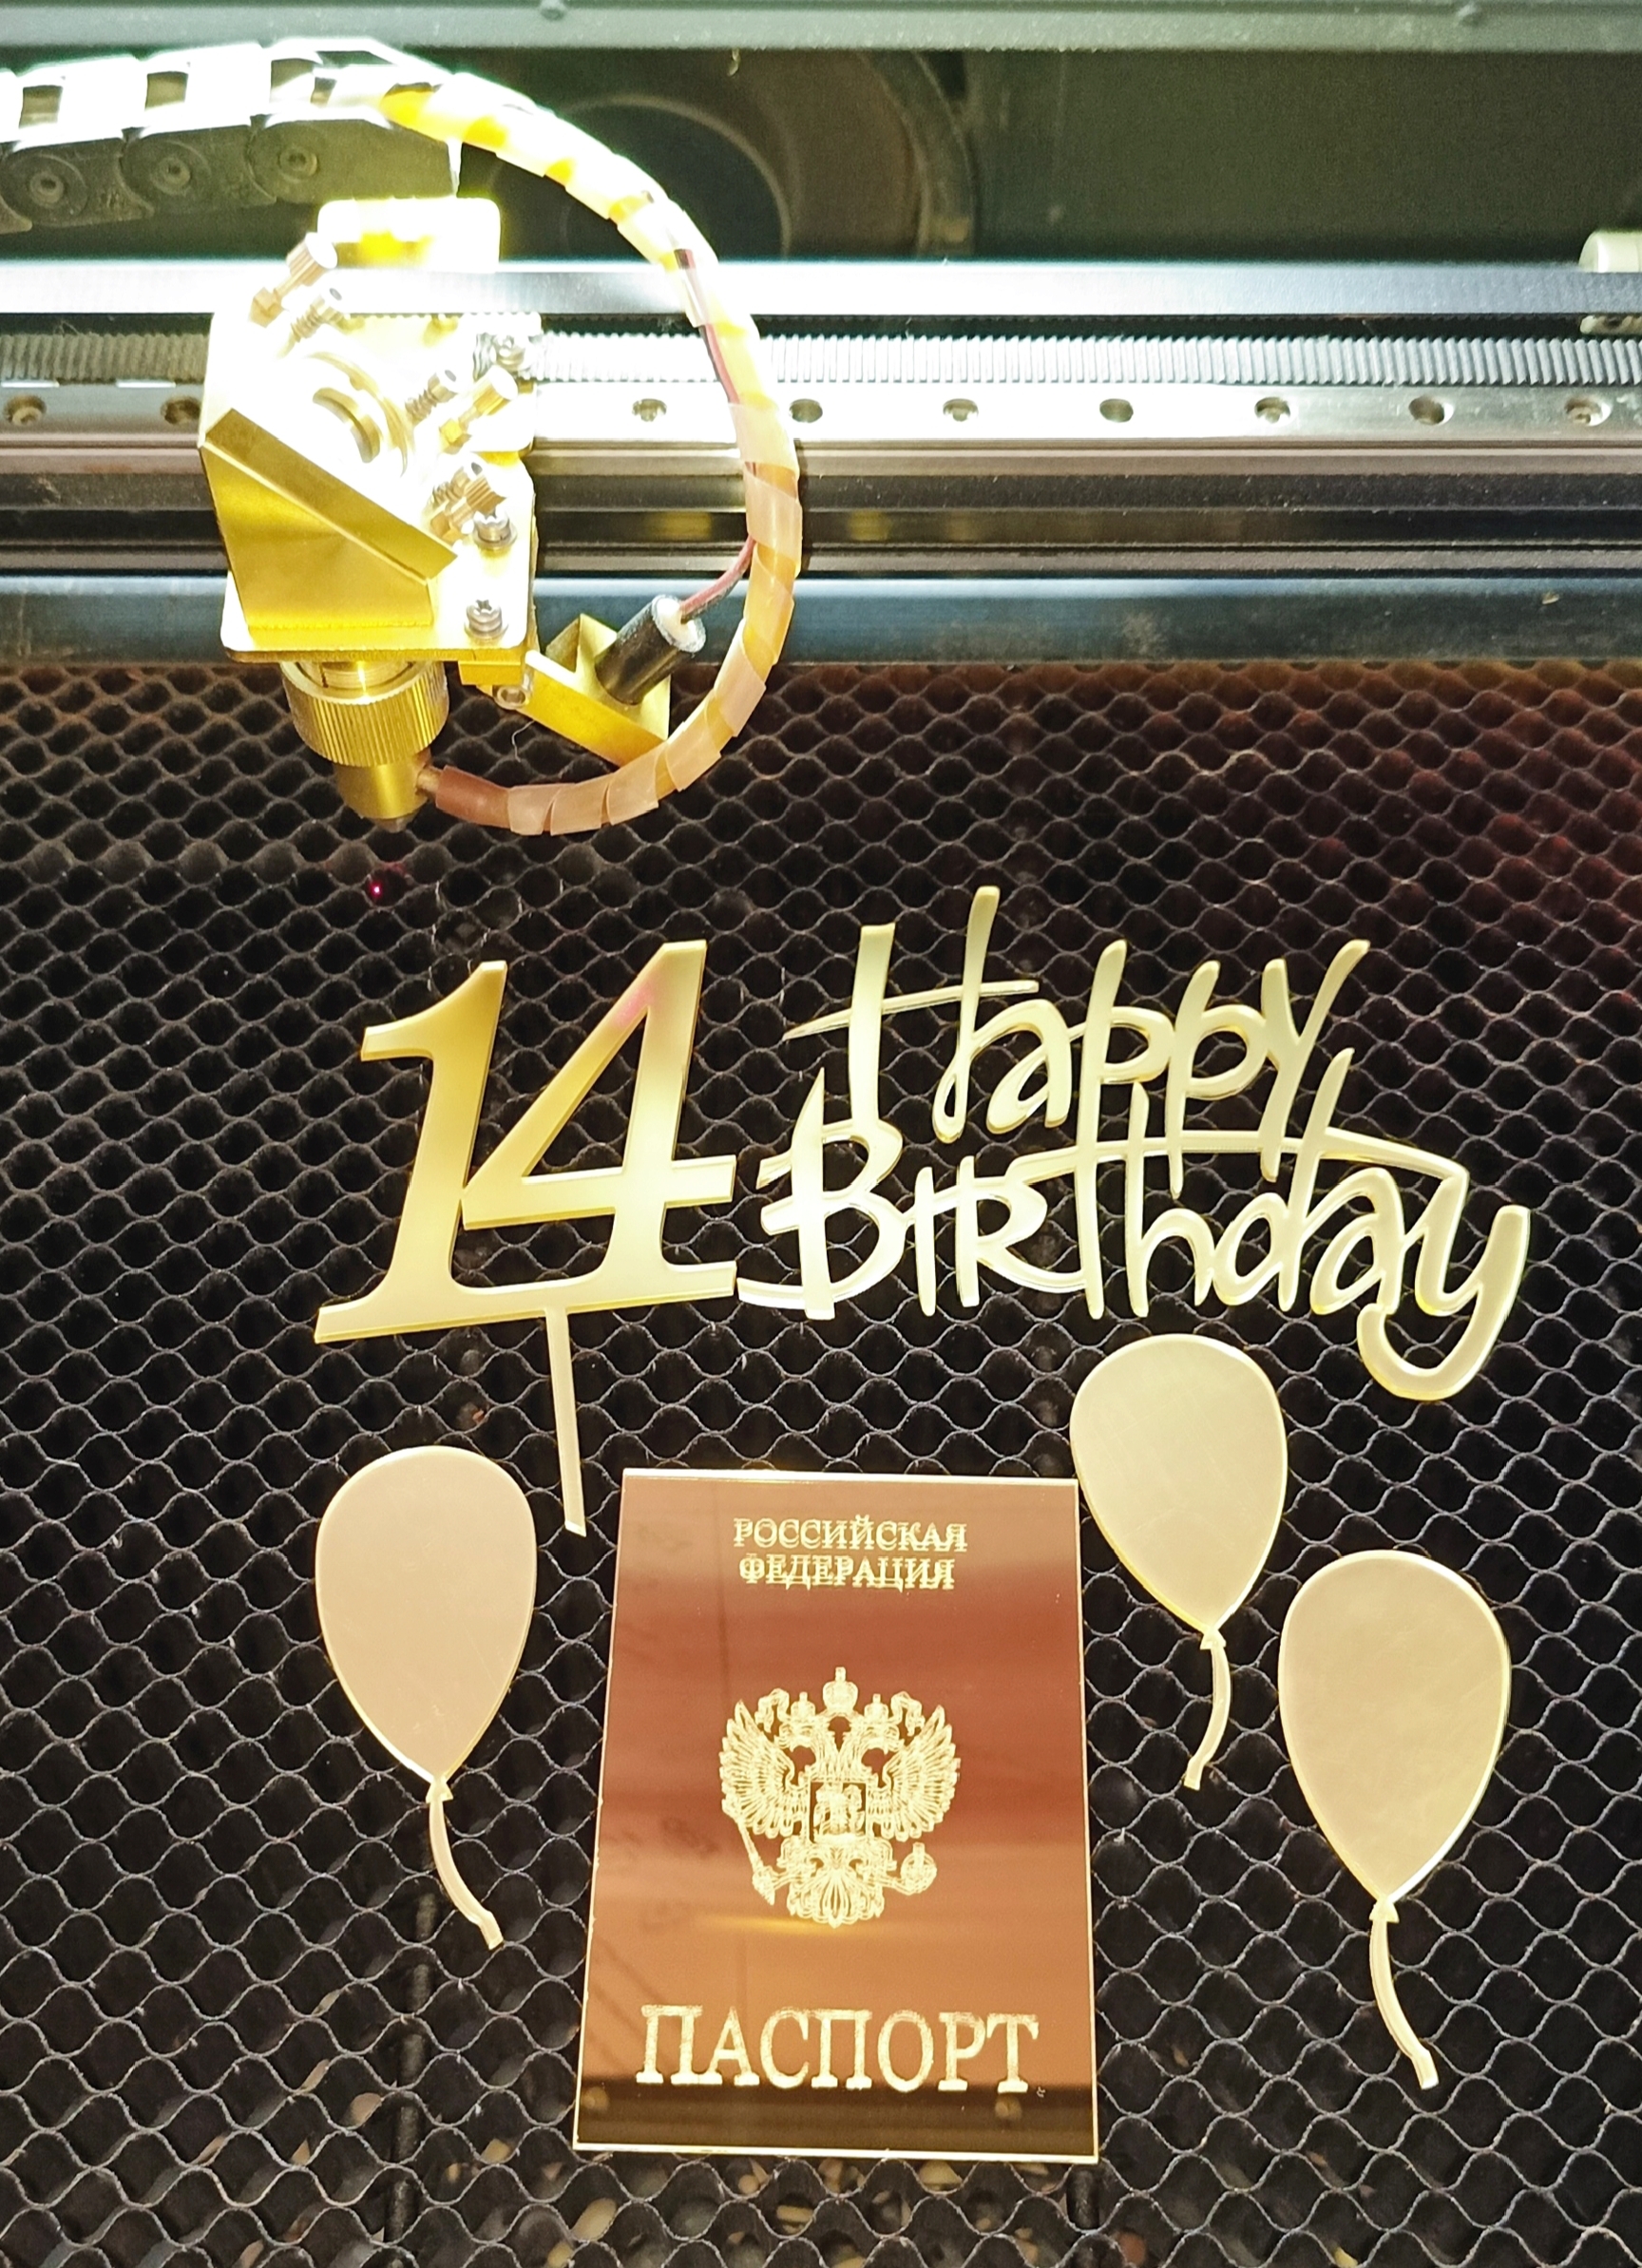 14
Happy
Birthday
РОССИЙСКАЯ
ФЕДЕРАЦИЯ
ПАСПОРТ